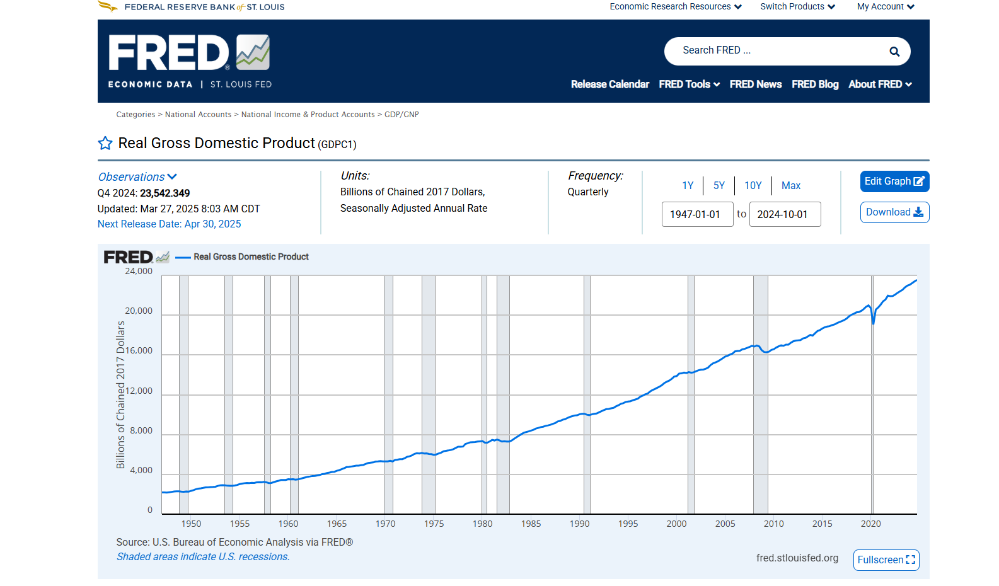 FEDERAL RESERVE BANK of ST. LOUIS
Economic Research Resources Switch Products My Account
FRED®
ECONOMIC DATA | ST. LOUIS FED
Search FRED ...
Release Calendar FRED Tools FRED News FRED Blog About FRED
Categories > National Accounts > National Income & Product Accounts > GDP/GNP
Real Gross Domestic Product (GDPC1)
Observations
Q4 2024: 23,542.349
Updated: Mar 27, 2025 8:03 AM CDT
Next Release Date: Apr 30, 2025
Units:
Billions of Chained 2017 Dollars,
Seasonally Adjusted Annual Rate
Frequency:
Quarterly
1Y 5Y 10Y Max
1947-01-01 to 2024-10-01
Edit Graph
Download
FRED Real Gross Domestic Product
24,000
20,000
16,000
12,000
8,000
4,000
0
Billions of Chained 2017 Dollars
1950 1955 1960 1965 1970 1975 1980 1985 1990 1995 2000 2005 2010 2015 2020
Source: U.S. Bureau of Economic Analysis via FRED®
Shaded areas indicate U.S. recessions.
fred.stlouisfed.org
Fullscreen